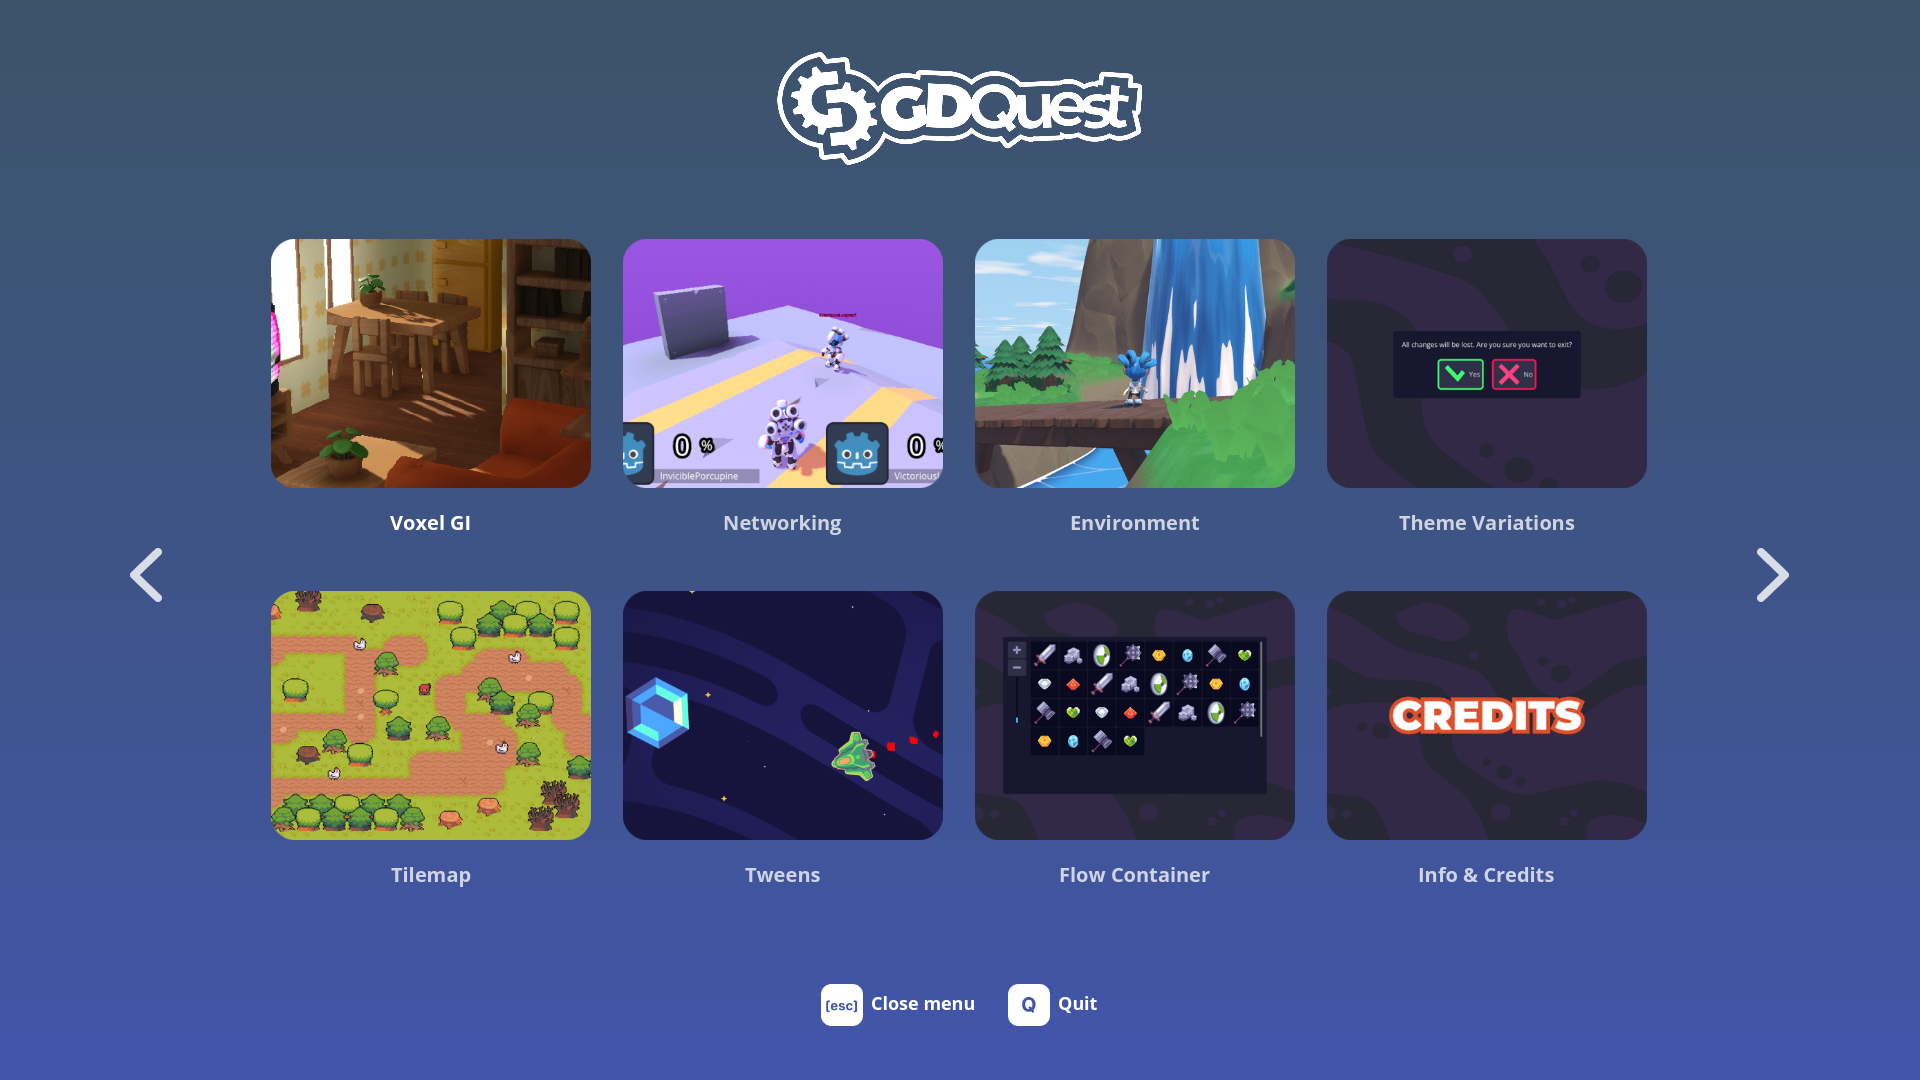 GDQuest
All changes will be lost. Are you sure you want to exit?
Yes
No
0 %
0 %
InvinciblePorcupine
Victorious
Voxel GI
Networking
Environment
Theme Variations
CREDITS
Tilemap
Tweens
Flow Container
Info & Credits
[esc] Close menu
Q Quit